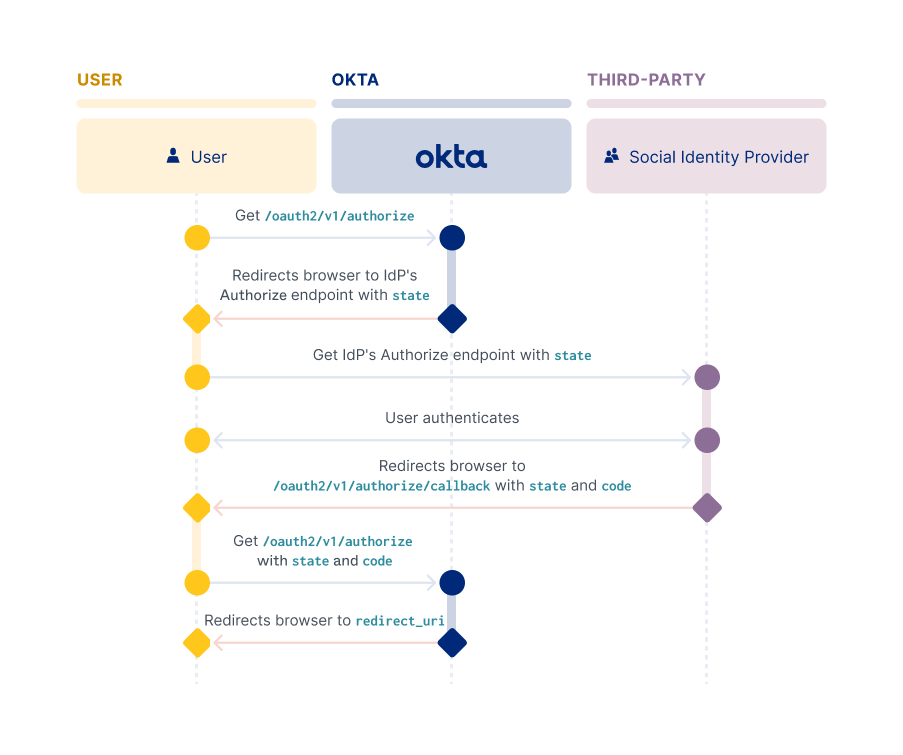 USER
OKTA
THIRD-PARTY
User
okta
Social Identity Provider
Get /oauth2/v1/authorize
Redirects browser to IdP's
Authorize endpoint with state
Get IdP's Authorize endpoint with state
User authenticates
Redirects browser to
/oauth2/v1/authorize/callback with state and code
Get /oauth2/v1/authorize
with state and code
Redirects browser to redirect_uri